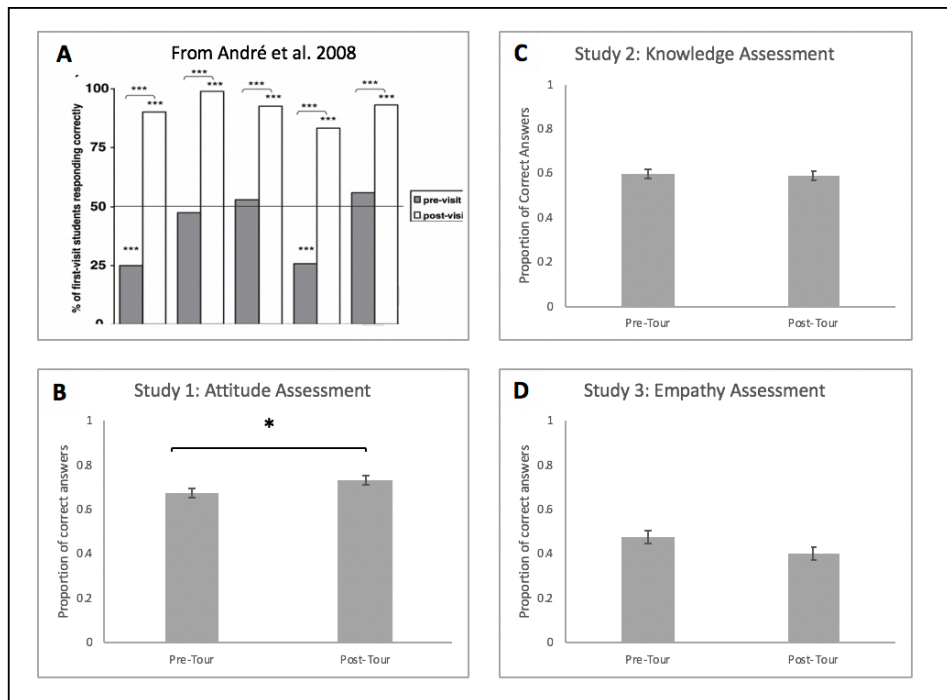 A
From André et al. 2008
***
***
***
***
***
***
***
***
***
***
***
***
100
75
50
25
0
% of first-visit students responding correctly
pre-visit
post-visi
C
Study 2: Knowledge Assessment
Proportion of Correct Answers
1
0.8
0.6
0.4
0.2
0
Pre-Tour
Post-Tour
B
Study 1: Attitude Assessment
*
Proportion of correct answers
1
0.8
0.6
0.4
0.2
0
Pre-Tour
Post-Tour
D
Study 3: Empathy Assessment
Proportion of correct answers
1
0.8
0.6
0.4
0.2
0
Pre-Tour
Post-Tour